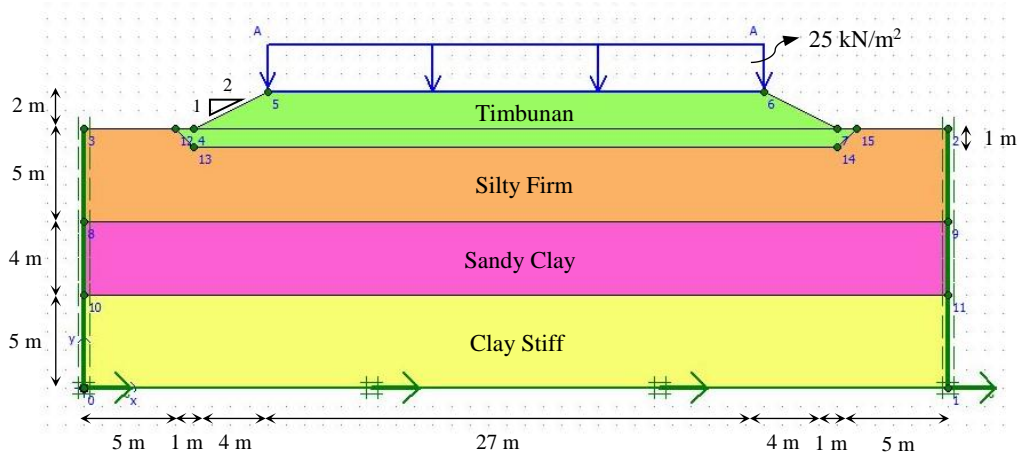 A
A
25 kN/m²
2
1
2 m
5
6
Timbunan
3
12
4
7
15
2
1 m
13
14
5 m
Silty Firm
8
9
4 m
Sandy Clay
10
11
5 m
Clay Stiff
y
0
x
1
5 m 1 m 4 m 27 m 4 m 1 m 5 m